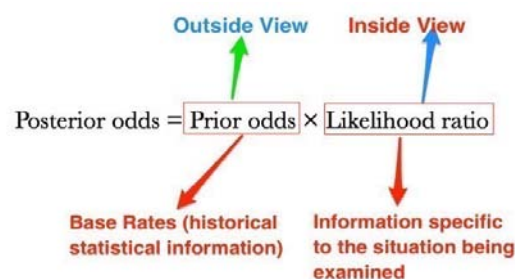 Outside View
Inside View
Posterior odds = Prior odds × Likelihood ratio
Base Rates (historical
statistical information)
Information specific
to the situation being
examined